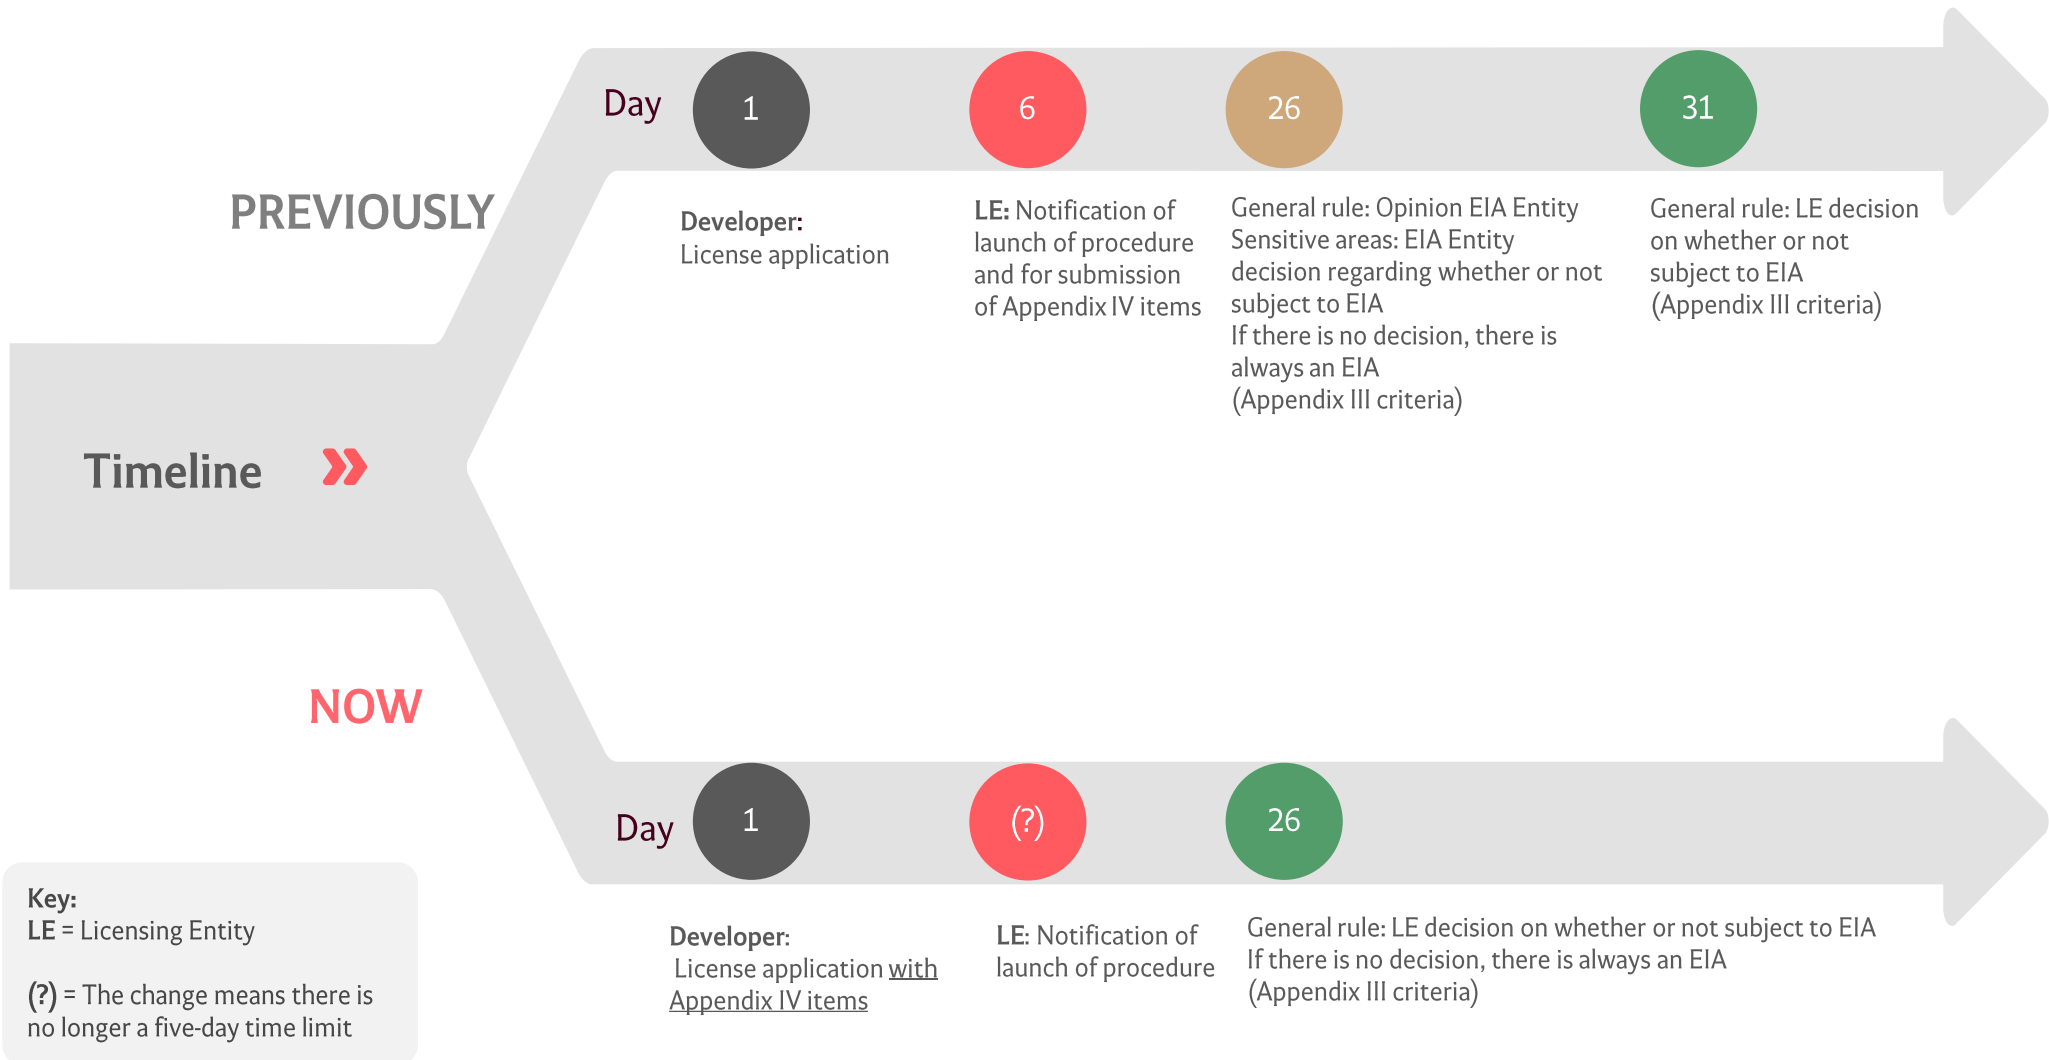 PREVIOUSLY
Day
1
6
26
31
Developer:
License application
LE: Notification of
launch of procedure
and for submission
of Appendix IV items
General rule: Opinion EIA Entity
Sensitive areas: EIA Entity
decision regarding whether or not
subject to EIA
If there is no decision, there is
always an EIA
(Appendix III criteria)
General rule: LE decision
on whether or not
subject to EIA
(Appendix III criteria)
Timeline »
NOW
Day
1
(?)
26
Developer:
License application with
Appendix IV items
LE: Notification of
launch of procedure
General rule: LE decision on whether or not subject to EIA
If there is no decision, there is always an EIA
(Appendix III criteria)
Key:
LE = Licensing Entity
(?) = The change means there is
no longer a five-day time limit